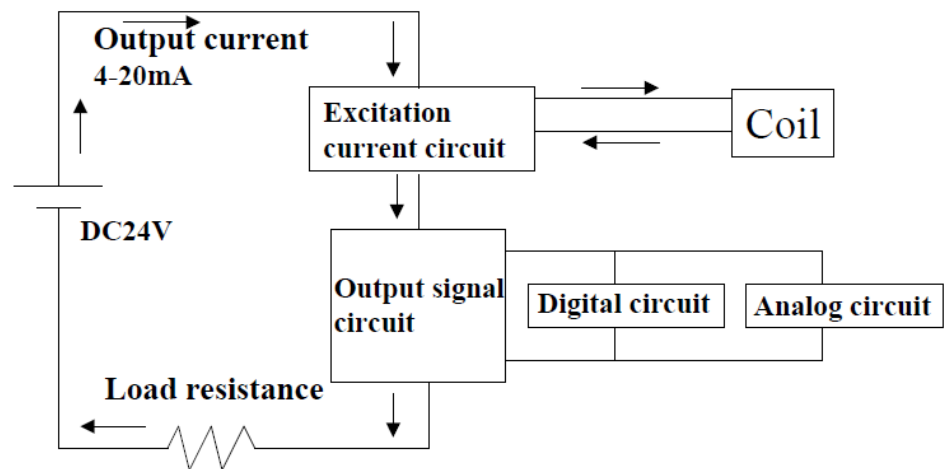 Output current
4-20mA
Excitation
current circuit
Coil
DC24V
Output signal
circuit
Digital circuit
Analog circuit
Load resistance